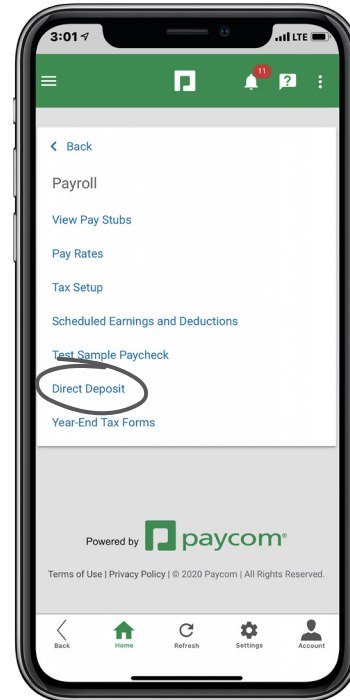 3:01 LTE
11
?
Back
Payroll
View Pay Stubs
Pay Rates
Tax Setup
Scheduled Earnings and Deductions
Test Sample Paycheck
Direct Deposit
Year-End Tax Forms
Powered by paycom®
Terms of Use | Privacy Policy | © 2020 Paycom | All Rights Reserved.
Back Home Refresh Settings Account